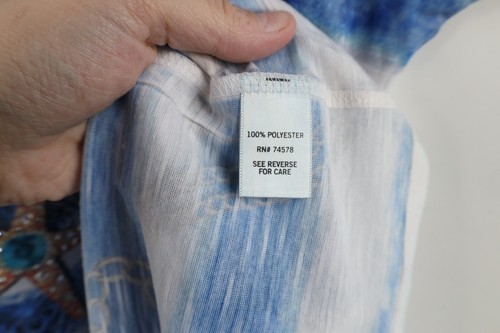 100% POLYESTER
RN# 74578
SEE REVERSE
FOR CARE